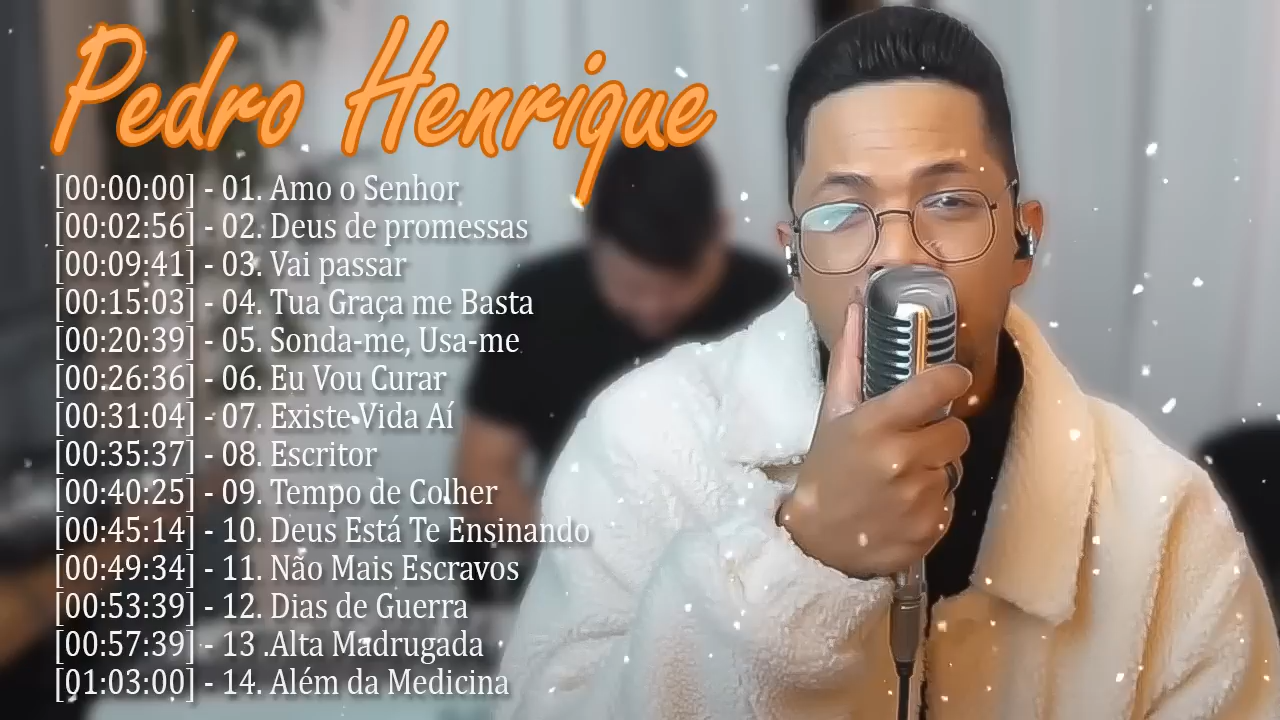 Pedro Henrique
[00:00:00] - 01. Amo o Senhor
[00:02:56] - 02. Deus de promessas
[00:09:41] - 03. Vai passar
[00:15:03] - 04. Tua Graça me Basta
[00:20:39] - 05. Sonda-me, Usa-me
[00:26:36] - 06. Eu Vou Curar
[00:31:04] - 07. Existe Vida Aí
[00:35:37] - 08. Escritor
[00:40:25] - 09. Tempo de Colher
[00:45:14] - 10. Deus Está Te Ensinando
[00:49:34] - 11. Não Mais Escravos
[00:53:39] - 12. Dias de Guerra
[00:57:39] - 13 .Alta Madrugada
[01:03:00] - 14. Além da Medicina